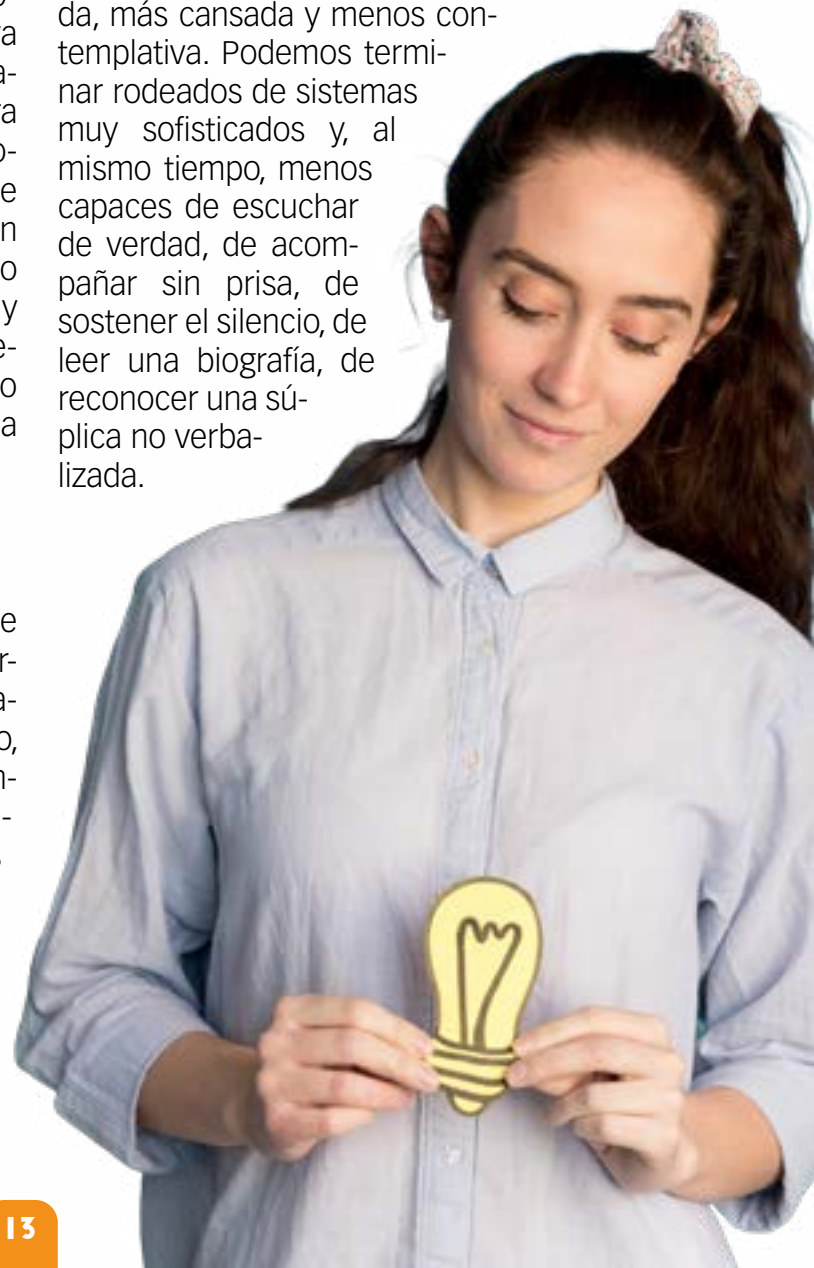 va
a-
va
o-
e
n
o
y
e-
o
a
e
r-
a-
o,
n-
-
da, más cansada y menos con-
templativa. Podemos termi-
nar rodeados de sistemas
muy sofisticados y, al
mismo tiempo, menos
capaces de escuchar
de verdad, de acom-
pañar sin prisa, de
sostener el silencio, de
leer una biografía, de
reconocer una sú-
plica no verba-
lizada.
13